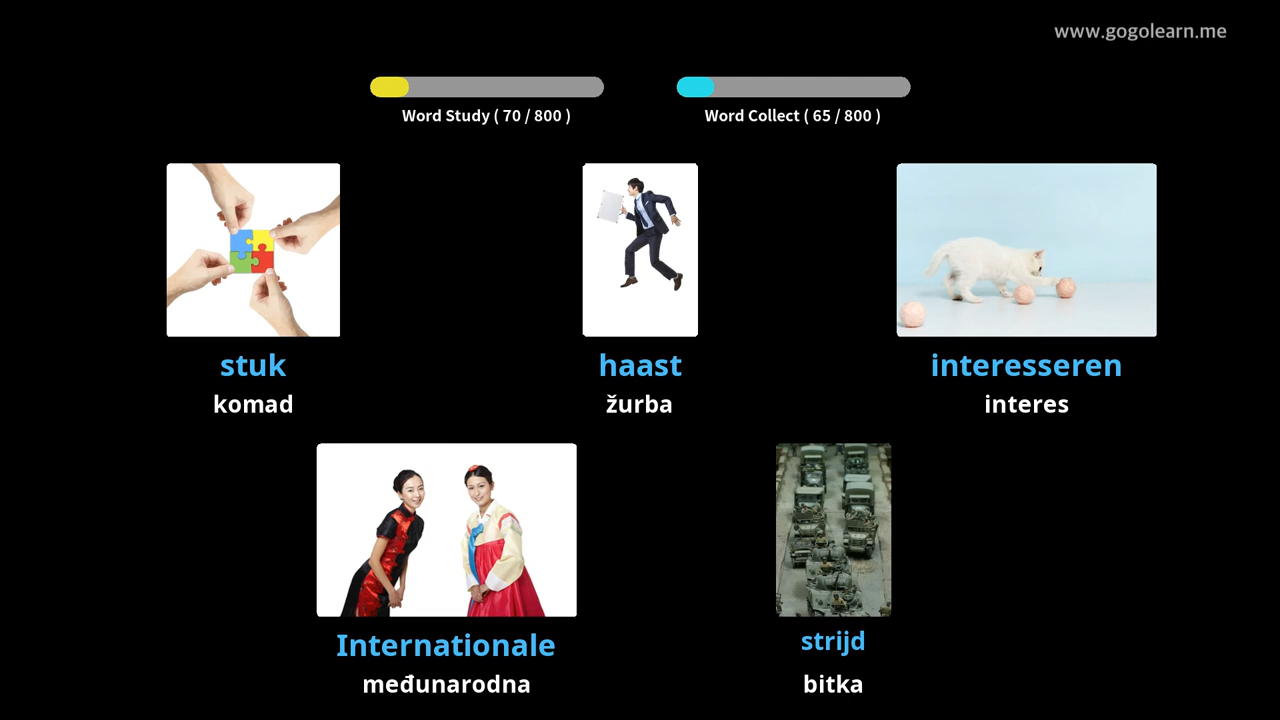 www.gogolearn.me
Word Study ( 70 / 800 )
Word Collect ( 65 / 800 )
stuk
komad
haast
žurba
interesseren
interes
Internationale
međunarodna
strijd
bitka